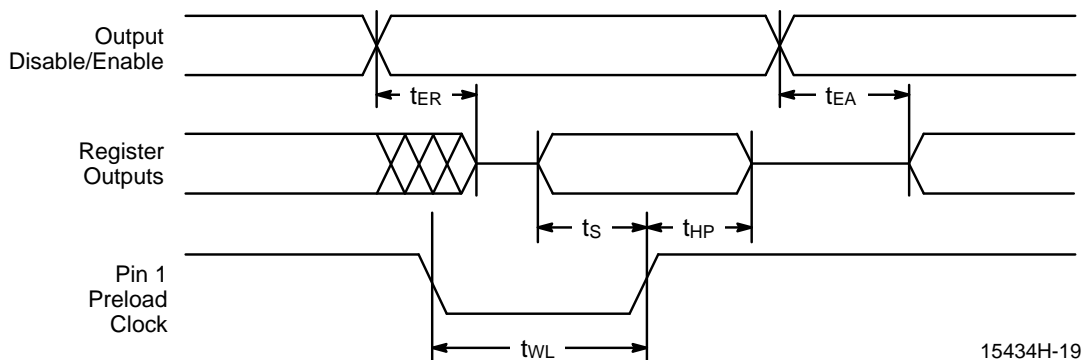 Output
Disable/Enable
tER
tEA
Register
Outputs
tS
tHP
Pin 1
Preload
Clock
tWL
15434H-19